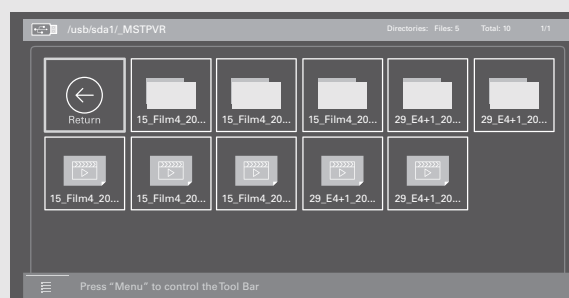 /usb/sda1/_MSTPVR Directories: Files: 5 Total: 10 1/1
Return 15_Film4_20... 15_Film4_20... 15_Film4_20... 29_E4+1_20... 29_E4+1_20...
15_Film4_20... 15_Film4_20... 15_Film4_20... 29_E4+1_20... 29_E4+1_20...
Press "Menu" to control the Tool Bar